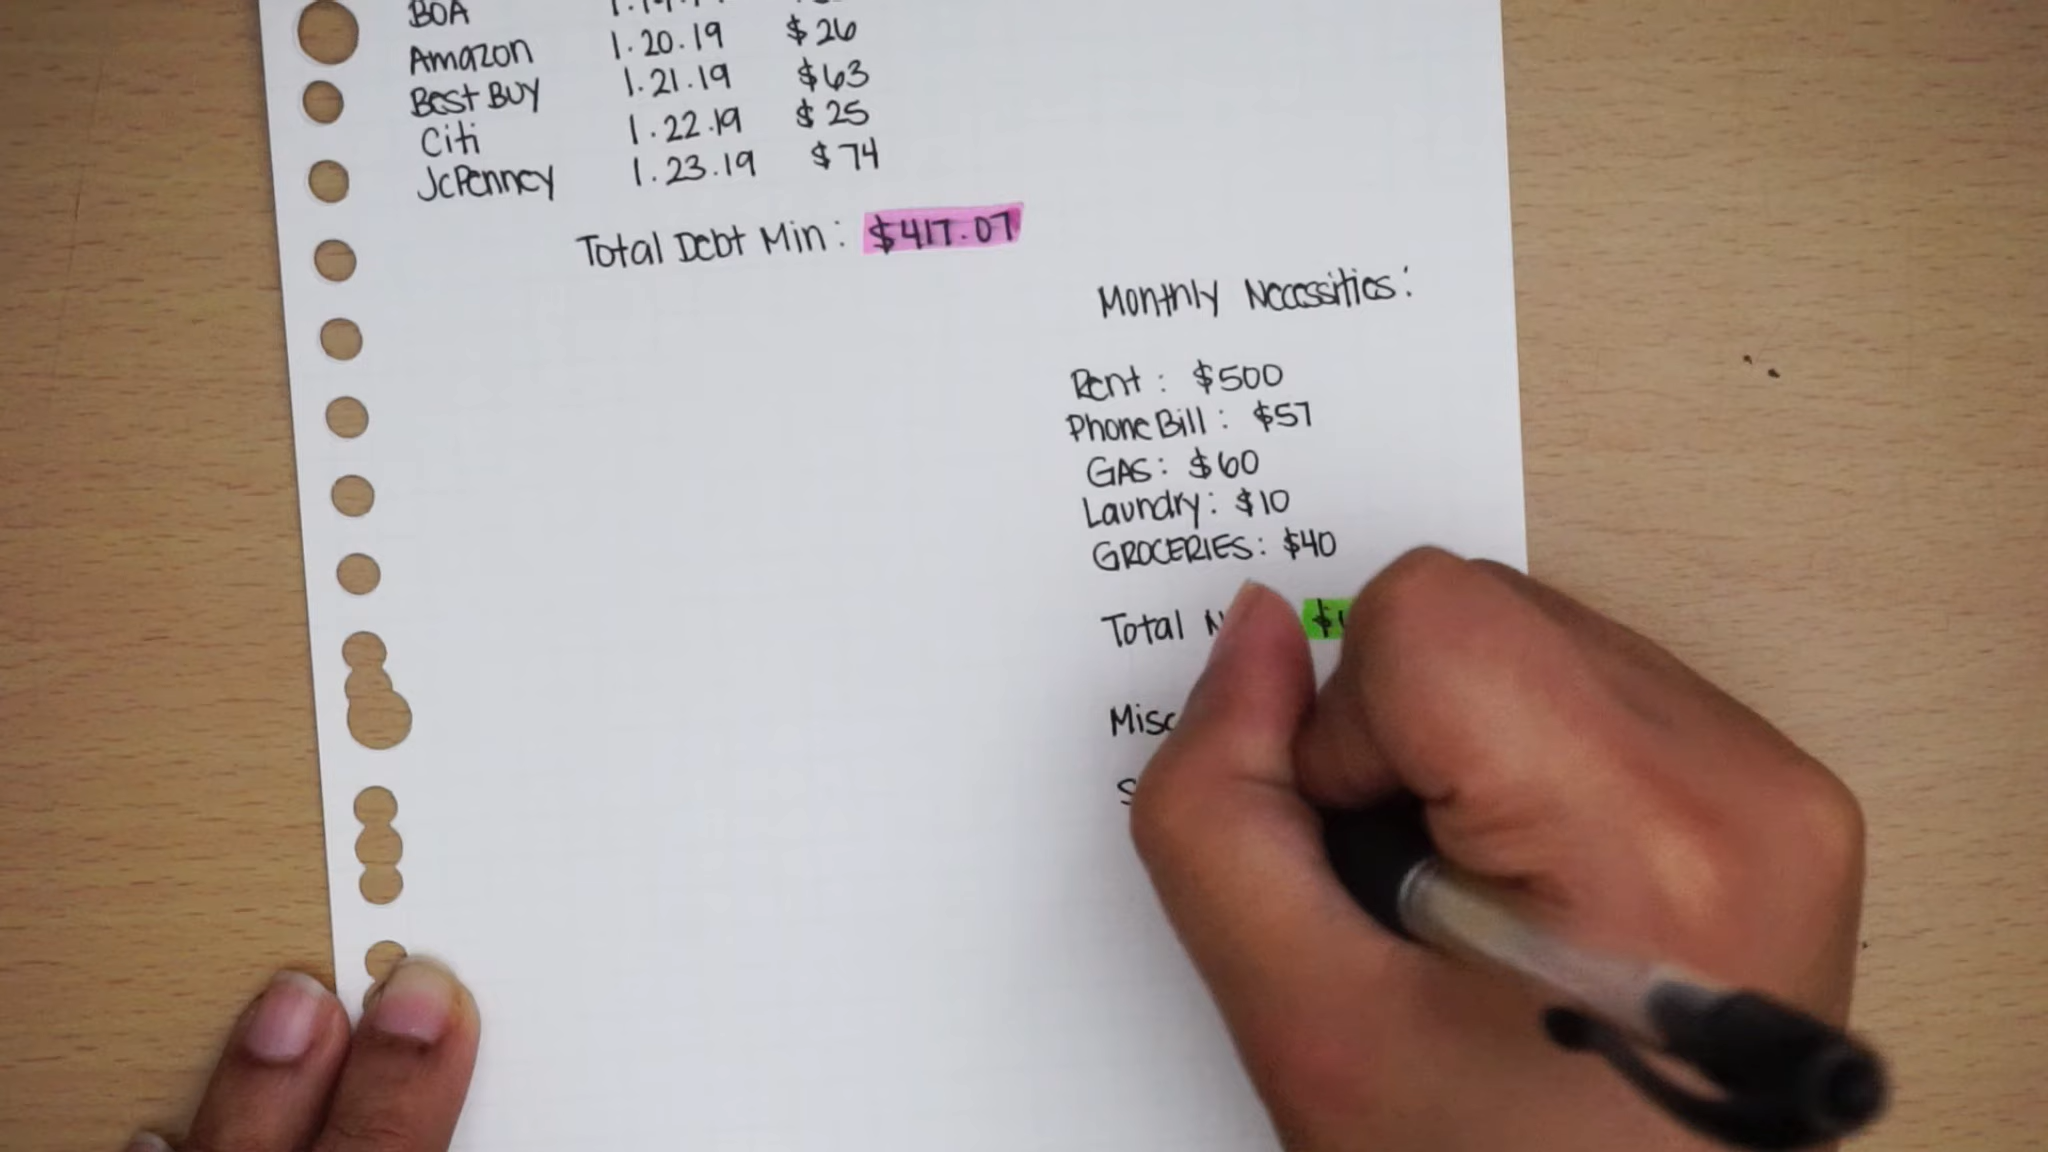 BOA
Amazon 1.20.19 $26
Best Buy 1.21.19 $63
Citi 1.22.19 $25
JcPenney 1.23.19 $74
Total Debt Min: $417.07
Monthly Necessities:
Rent: $500
Phone Bill: $57
GAS: $60
Laundry: $10
GROCERIES: $40
Total
Misc